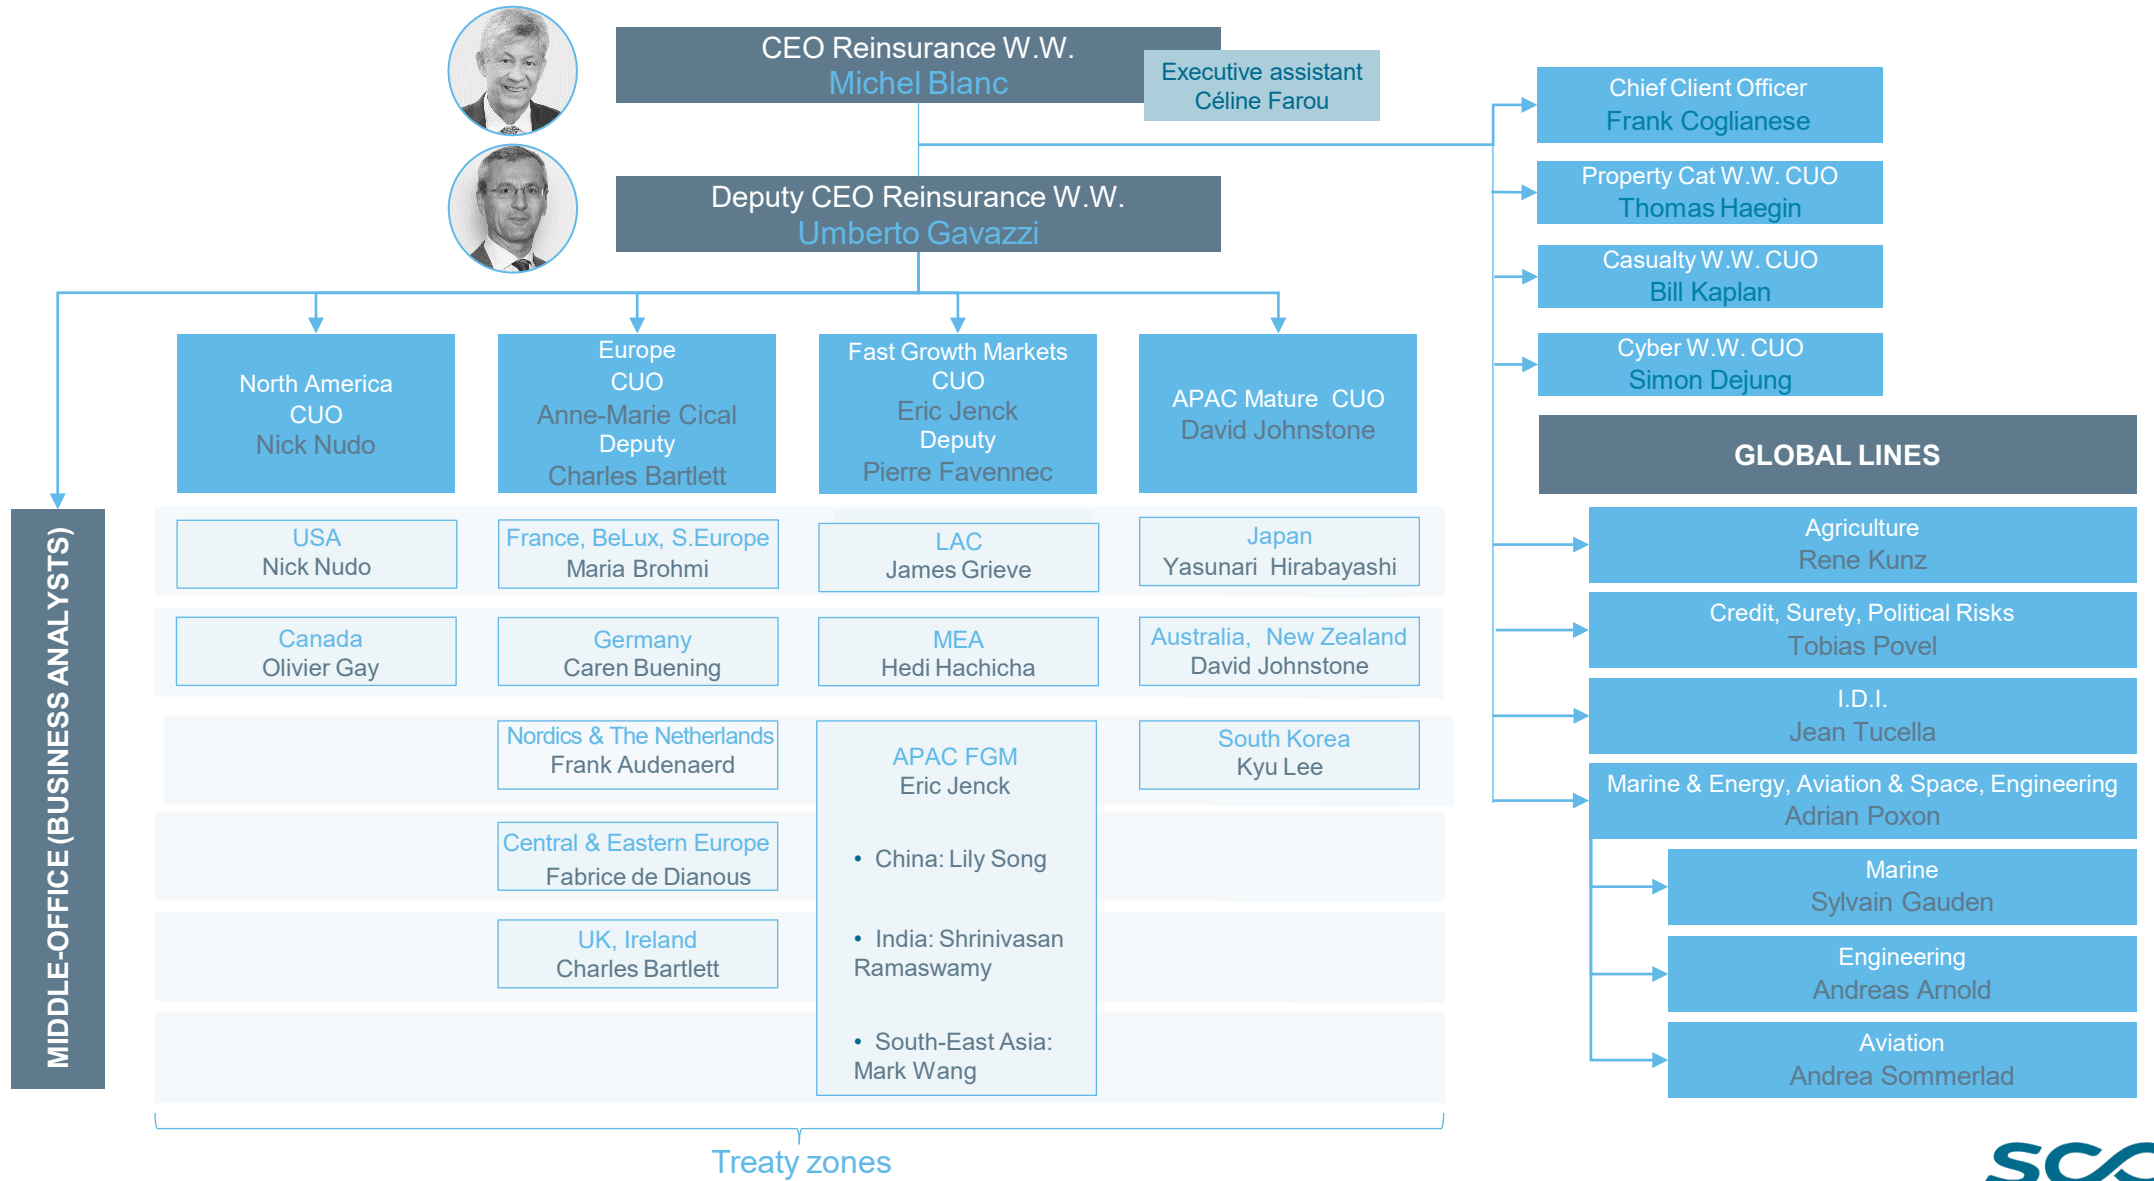 CEO Reinsurance W.W.
Michel Blanc
Executive assistant
Céline Farou
Deputy CEO Reinsurance W.W.
Umberto Gavazzi
Chief Client Officer
Frank Coglianese
Property Cat W.W. CUO
Thomas Haegin
Casualty W.W. CUO
Bill Kaplan
Cyber W.W. CUO
Simon Dejung
North America
CUO
Nick Nudo
Europe
CUO
Anne-Marie Cical
Deputy
Charles Bartlett
Fast Growth Markets
CUO
Eric Jenck
Deputy
Pierre Favennec
APAC Mature CUO
David Johnstone
MIDDLE-OFFICE (BUSINESS ANALYSTS)
USA
Nick Nudo
Canada
Olivier Gay
France, BeLux, S.Europe
Maria Brohmi
Germany
Caren Buening
Nordics & The Netherlands
Frank Audenaerd
Central & Eastern Europe
Fabrice de Dianous
UK, Ireland
Charles Bartlett
LAC
James Grieve
MEA
Hedi Hachicha
APAC FGM
Eric Jenck
• China: Lily Song
• India: Shrinivasan
Ramaswamy
• South-East Asia:
Mark Wang
Japan
Yasunari Hirabayashi
Australia, New Zealand
David Johnstone
South Korea
Kyu Lee
Treaty zones
GLOBAL LINES
Agriculture
Rene Kunz
Credit, Surety, Political Risks
Tobias Povel
I.D.I.
Jean Tucella
Marine & Energy, Aviation & Space, Engineering
Adrian Poxon
Marine
Sylvain Gauden
Engineering
Andreas Arnold
Aviation
Andrea Sommerlad